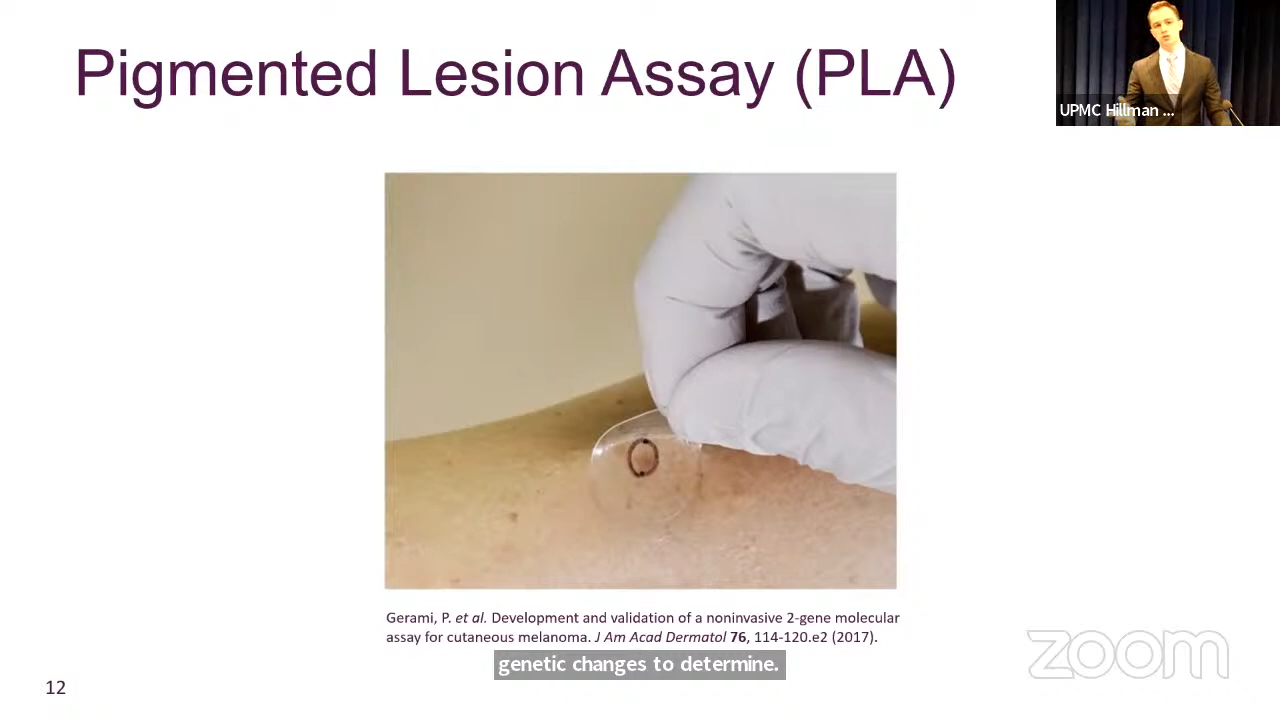 Pigmented Lesion Assay (PLA)
UPMC Hillman ...
Gerami, P. et al. Development and validation of a noninvasive 2-gene molecular
assay for cutaneous melanoma. J Am Acad Dermatol 76, 114-120.e2 (2017).
genetic changes to determine.
zoom
12